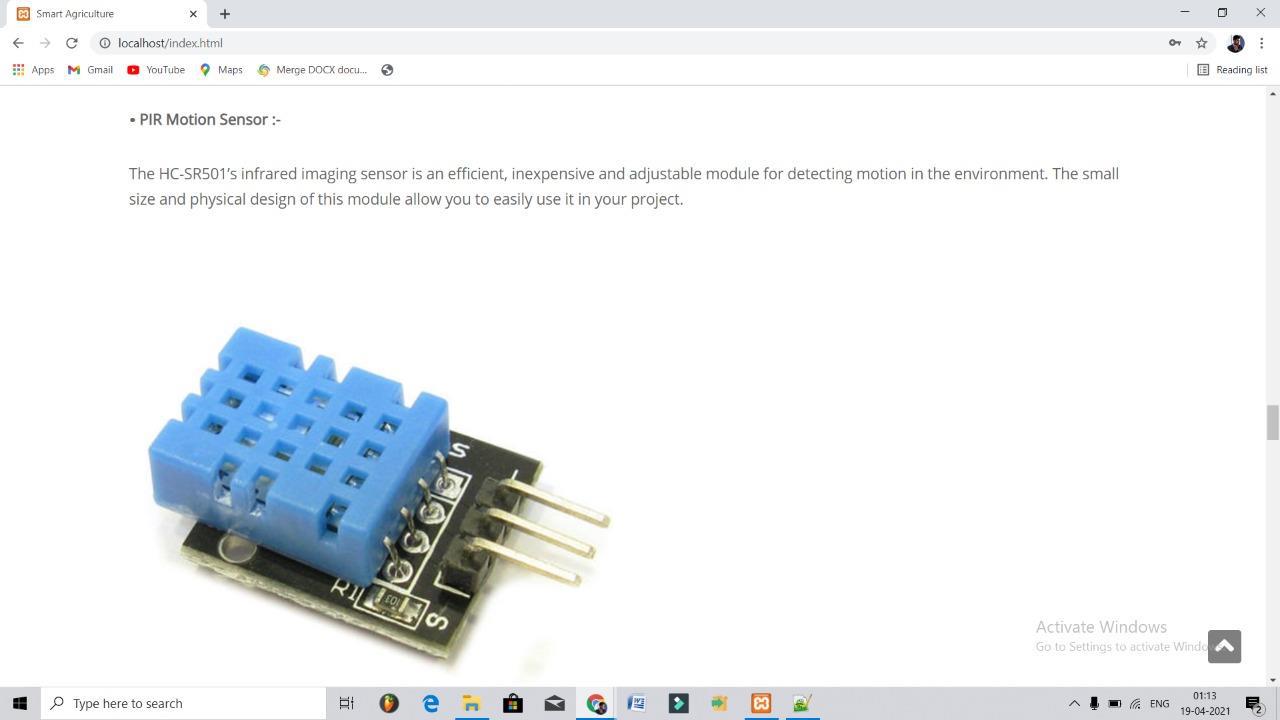 Smart Agriculture
localhost/index.html
Apps Gmail YouTube Maps Merge DOCX docu... Reading list
• PIR Motion Sensor :-
The HC-SR501's infrared imaging sensor is an efficient, inexpensive and adjustable module for detecting motion in the environment. The small
size and physical design of this module allow you to easily use it in your project.
S
R1
103
S
Activate Windows
Go to Settings to activate Windo
Type here to search
ENG
01:13
19-04-2021
2